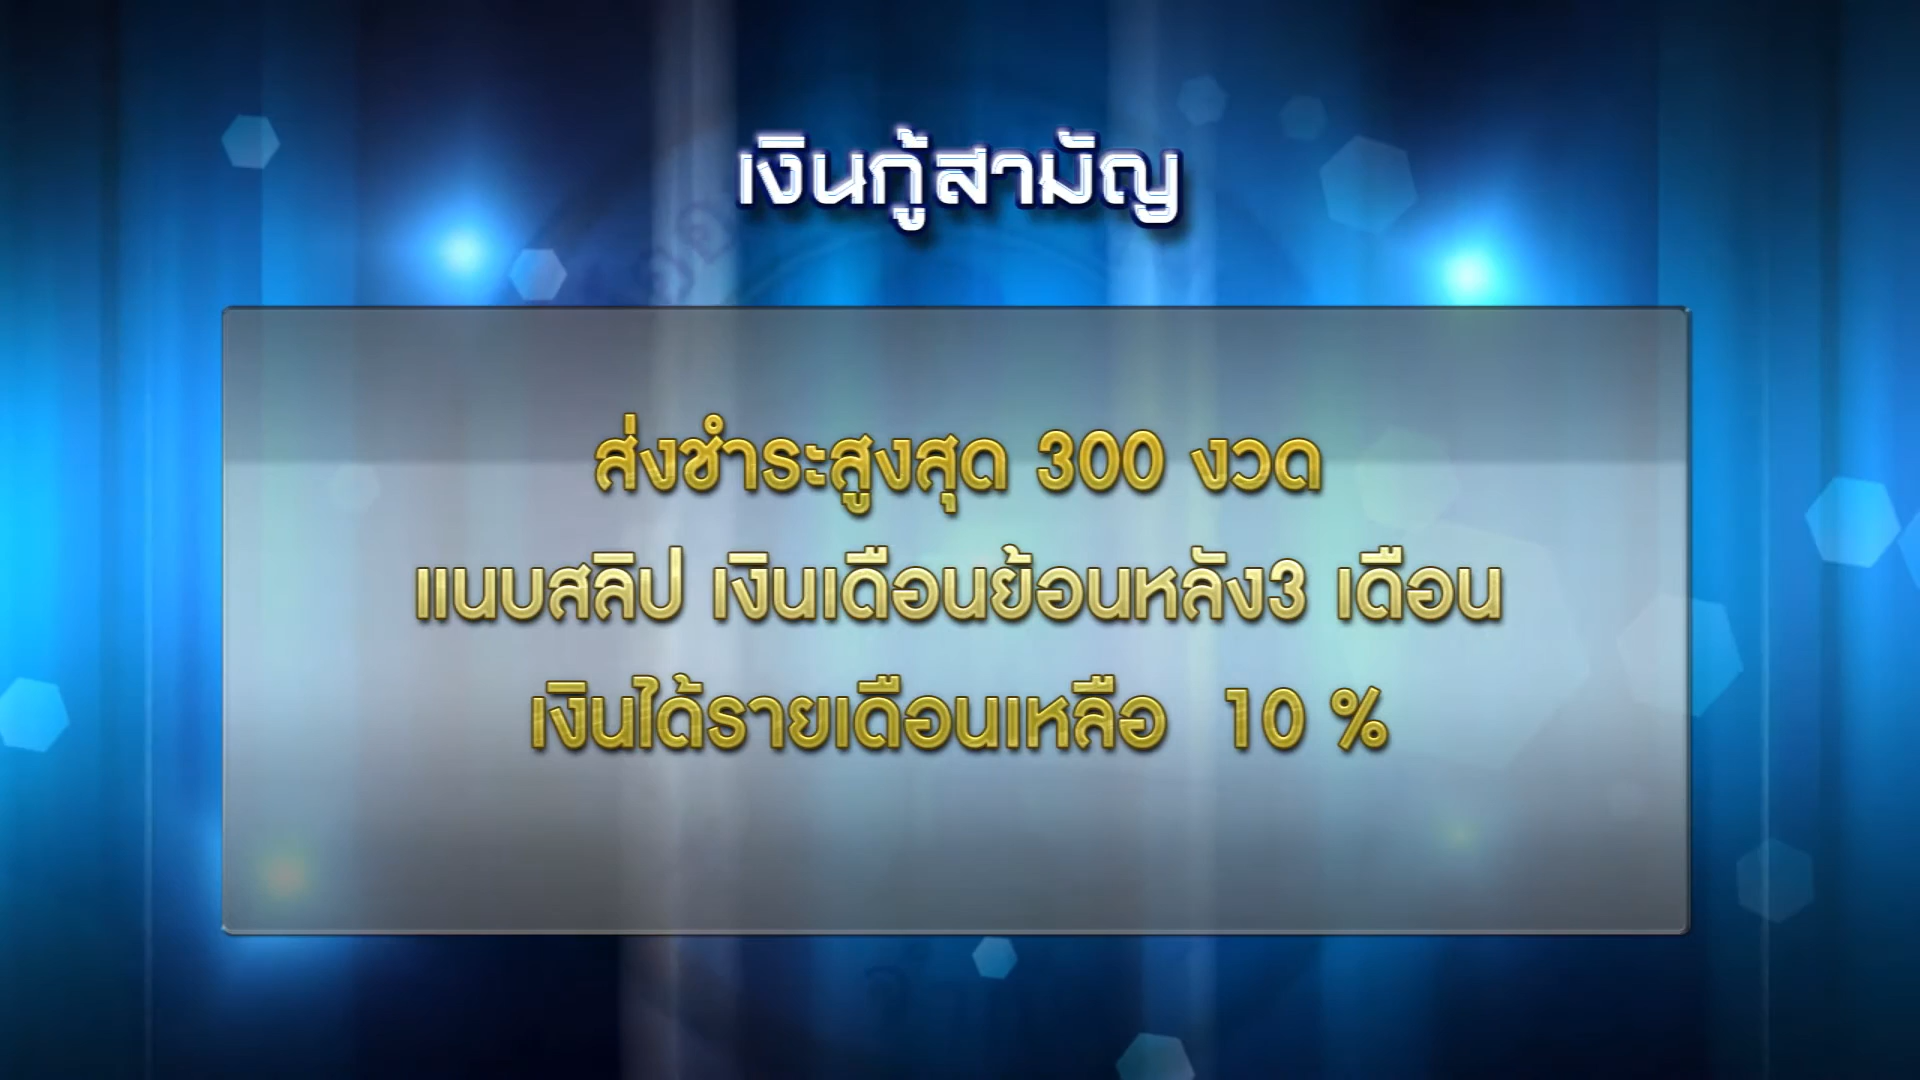 เงินกู้สามัญ
ส่งชำระสูงสุด 300 งวด
แนบสลิป เงินเดือนย้อนหลัง3 เดือน
เงินได้รายเดือนเหลือ 10 %